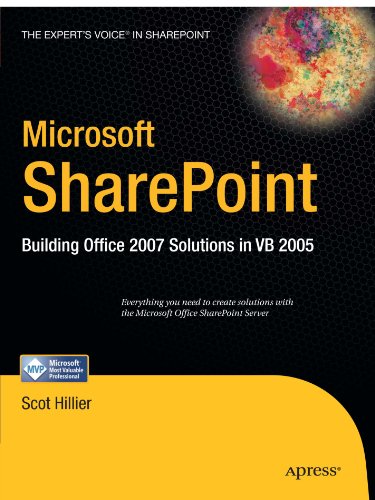 THE EXPERT'S VOICE® IN SHAREPOINT
Microsoft
SharePoint
Building Office 2007 Solutions in VB 2005
Everything you need to create solutions with
the Microsoft Office SharePoint Server
MVP
Microsoft®
Most Valuable
Professional
Scot Hillier
Apress®